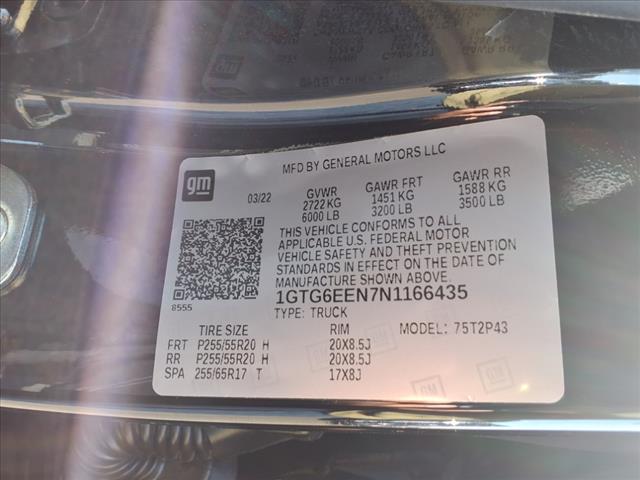 gm
MFD BY GENERAL MOTORS LLC
03/22 GVWR GAWR FRT GAWR RR
2722 KG 1451 KG 1588 KG
6000 LB 3200 LB 3500 LB
THIS VEHICLE CONFORMS TO ALL
APPLICABLE U.S. FEDERAL MOTOR
VEHICLE SAFETY AND THEFT PREVENTION
STANDARDS IN EFFECT ON THE DATE OF
MANUFACTURE SHOWN ABOVE.
8555
1GTG6EEN7N1166435
TYPE: TRUCK
TIRE SIZE RIM MODEL: 75T2P43
FRT P255/55R20 H 20X8.5J
RR P255/55R20 H 20X8.5J
SPA 255/65R17 T 17X8J
GM
GM